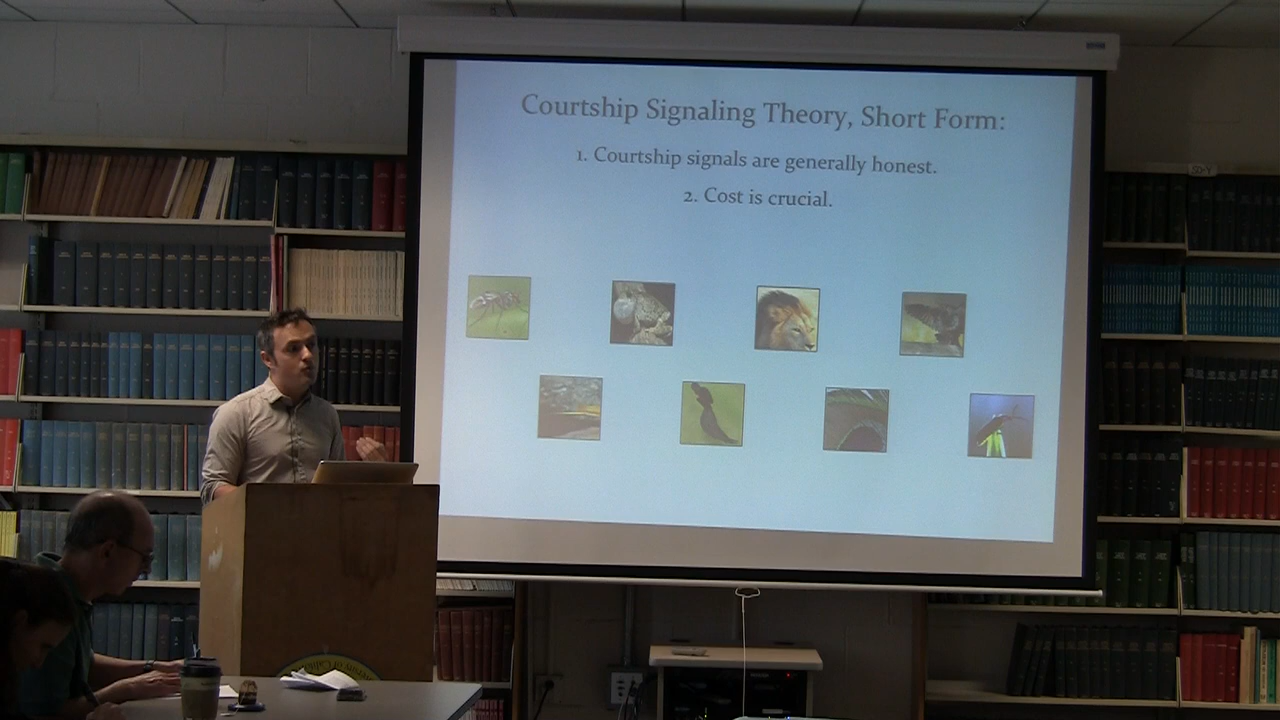 Courtship Signaling Theory, Short Form:
1. Courtship signals are generally honest.
2. Cost is crucial.